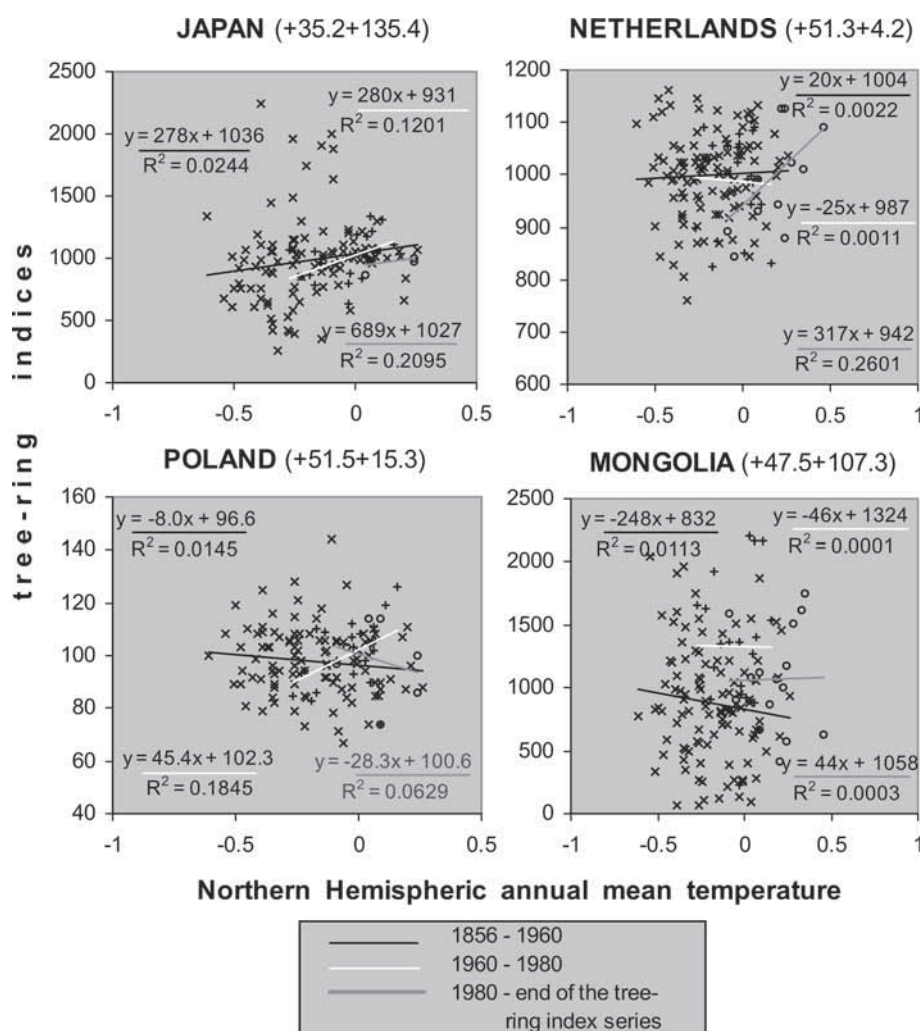 JAPAN (+35.2+135.4)
2500
2000
1500
1000
500
0
-1
-0.5
0
0.5
y = 280x + 931
R² = 0.1201
y = 278x + 1036
R² = 0.0244
y = 689x + 1027
R² = 0.2095
NETHERLANDS (+51.3+4.2)
1200
1100
1000
900
800
700
600
-1
-0.5
0
0.5
1
y = 20x + 1004
R² = 0.0022
y = -25x + 987
R² = 0.0011
y = 317x + 942
R² = 0.2601
tree-ring indices
POLAND (+51.5+15.3)
160
140
120
100
80
60
40
-1
-0.5
0
0.5
y = -8.0x + 96.6
R² = 0.0145
y = 45.4x + 102.3
R² = 0.1845
y = -28.3x + 100.6
R² = 0.0629
MONGOLIA (+47.5+107.3)
2500
2000
1500
1000
500
0
-1
-0.5
0
0.5
1
y = -248x + 832
R² = 0.0113
y = -46x + 1324
R² = 0.0001
y = 44x + 1058
R² = 0.0003
Northern Hemispheric annual mean temperature
1856 - 1960
1960 - 1980
1980 - end of the tree-
ring index series